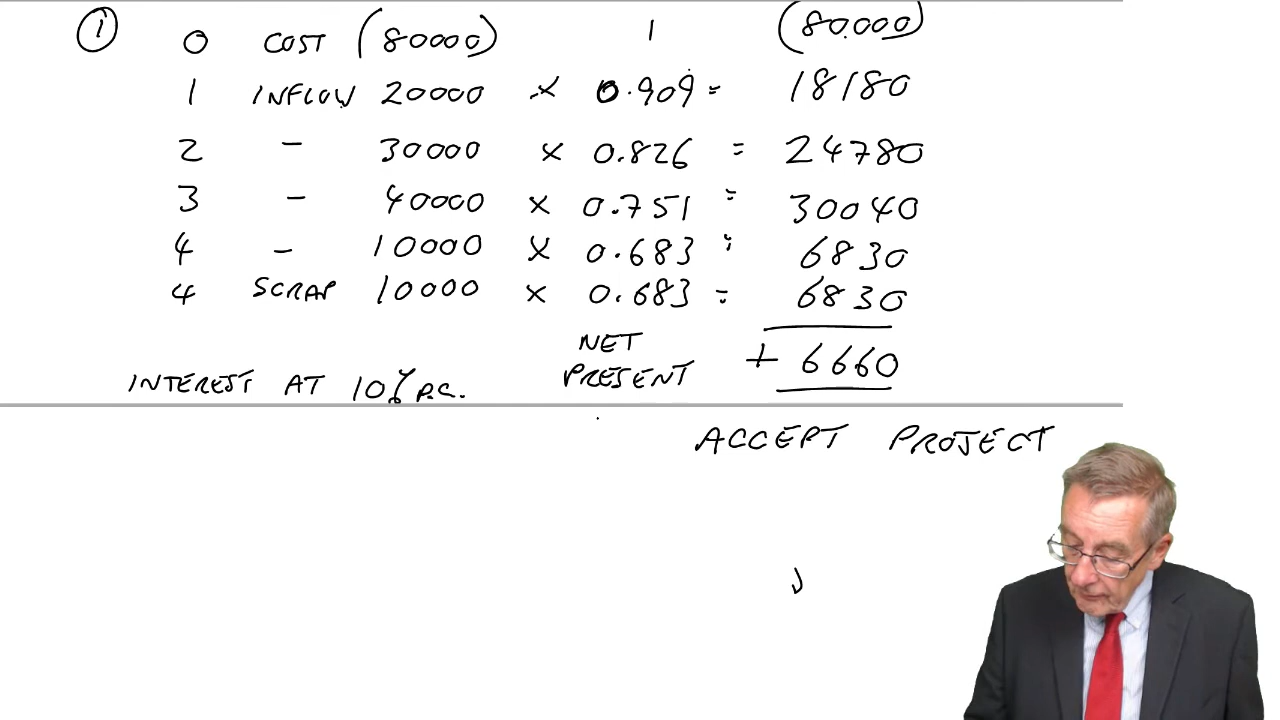 ① 0 COST (80000) 1 (80.000)
1 INFLOW 20000 × 0.909 = 18180
2 - 30000 × 0.826 = 24780
3 - 40000 × 0.751 = 30040
4 - 10000 × 0.683 = 6830
4 SCRAP 10000 × 0.683 = 6830
NET PRESENT + 6660
INTEREST AT 10% P.a.
ACCEPT PROJECT